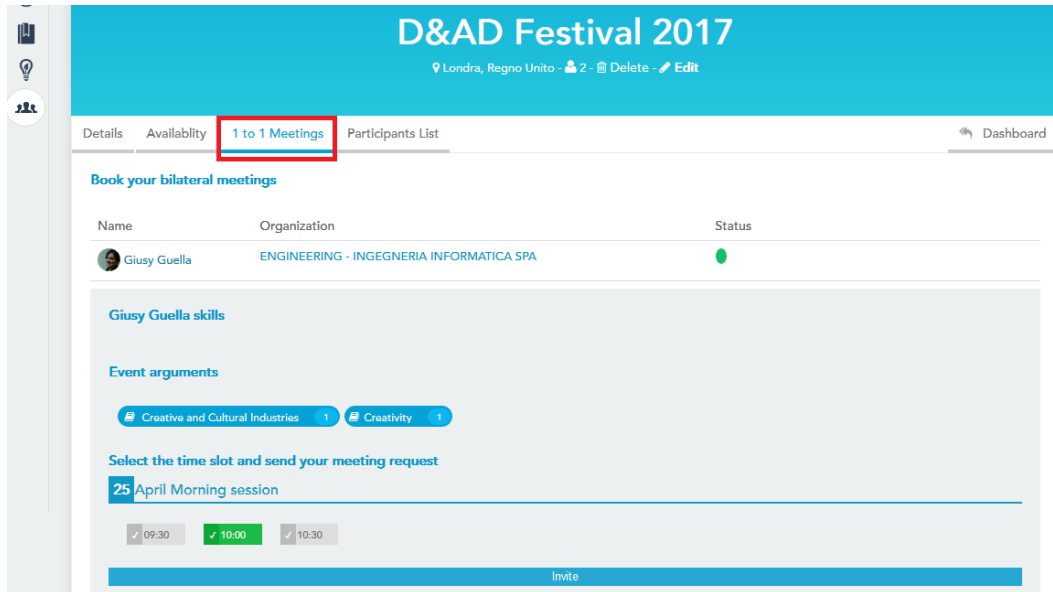 D&AD Festival 2017
Londra, Regno Unito - 2 - Delete - Edit
Details Availablity 1 to 1 Meetings Participants List Dashboard
Book your bilateral meetings
Name Organization Status
Giusy Guella ENGINEERING - INGEGNERIA INFORMATICA SPA
Giusy Guella skills
Event arguments
Creative and Cultural Industries 1 Creativity 1
Select the time slot and send your meeting request
25 April Morning session
09:30 10:00 10:30
Invite